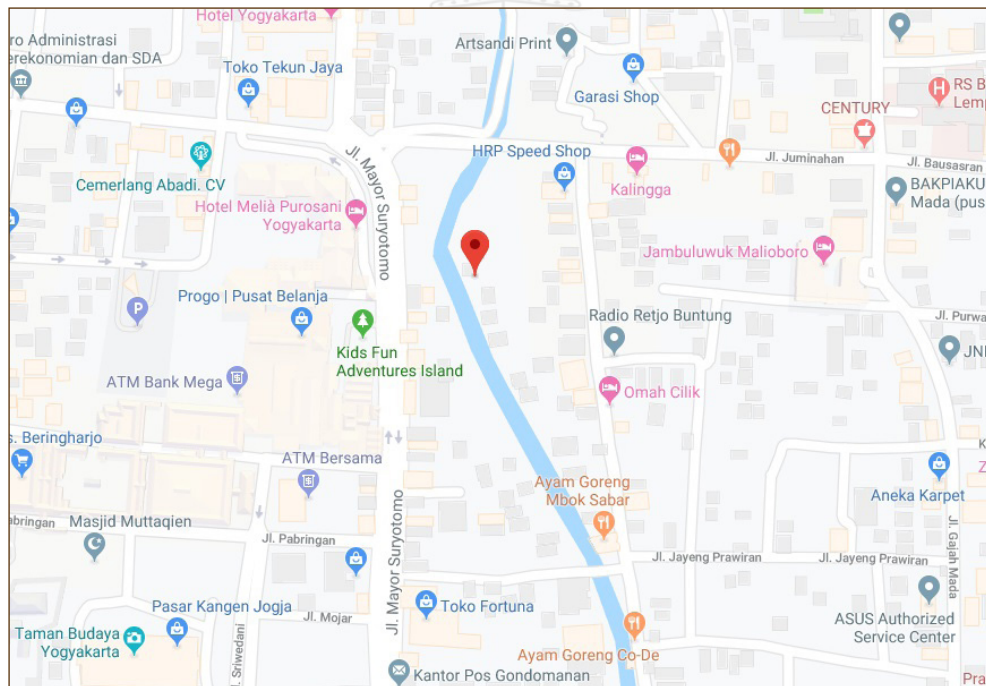 Hotel Yogyakarta
ro Administrasi
erekonomian dan SDA
Artsandi Print
Toko Tekun Jaya
Garasi Shop
RS B
Lemp
CENTURY
Jl. Mayor Suryotomo
HRP Speed Shop
Jl. Juminahan
Jl. Bausasran
Cemerlang Abadi. CV
Kalingga
BAKPIAKU
Mada (pus
Hotel Melià Purosani
Yogyakarta
Jambuluwuk Malioboro
Progo | Pusat Belanja
P
Radio Retjo Buntung
Jl. Purwa
Kids Fun
Adventures Island
JNE
ATM Bank Mega
Omah Cilik
s. Beringharjo
K
Z
ATM Bersama
Ayam Goreng
Mbok Sabar
Aneka Karpet
Pabringan
Masjid Muttaqien
Jl. Pabringan
Jl. Mayor Suryotomo
Jl. Jayeng Prawiran
Jl. Jayeng Prawiran
Jl. Gajah Mada
Pasar Kangen Jogja
Jl. Mojar
Toko Fortuna
ASUS Authorized
Service Center
Taman Budaya
Yogyakarta
Jl. Sriwedani
Ayam Goreng Co-De
Kantor Pos Gondomanan
Pra
H